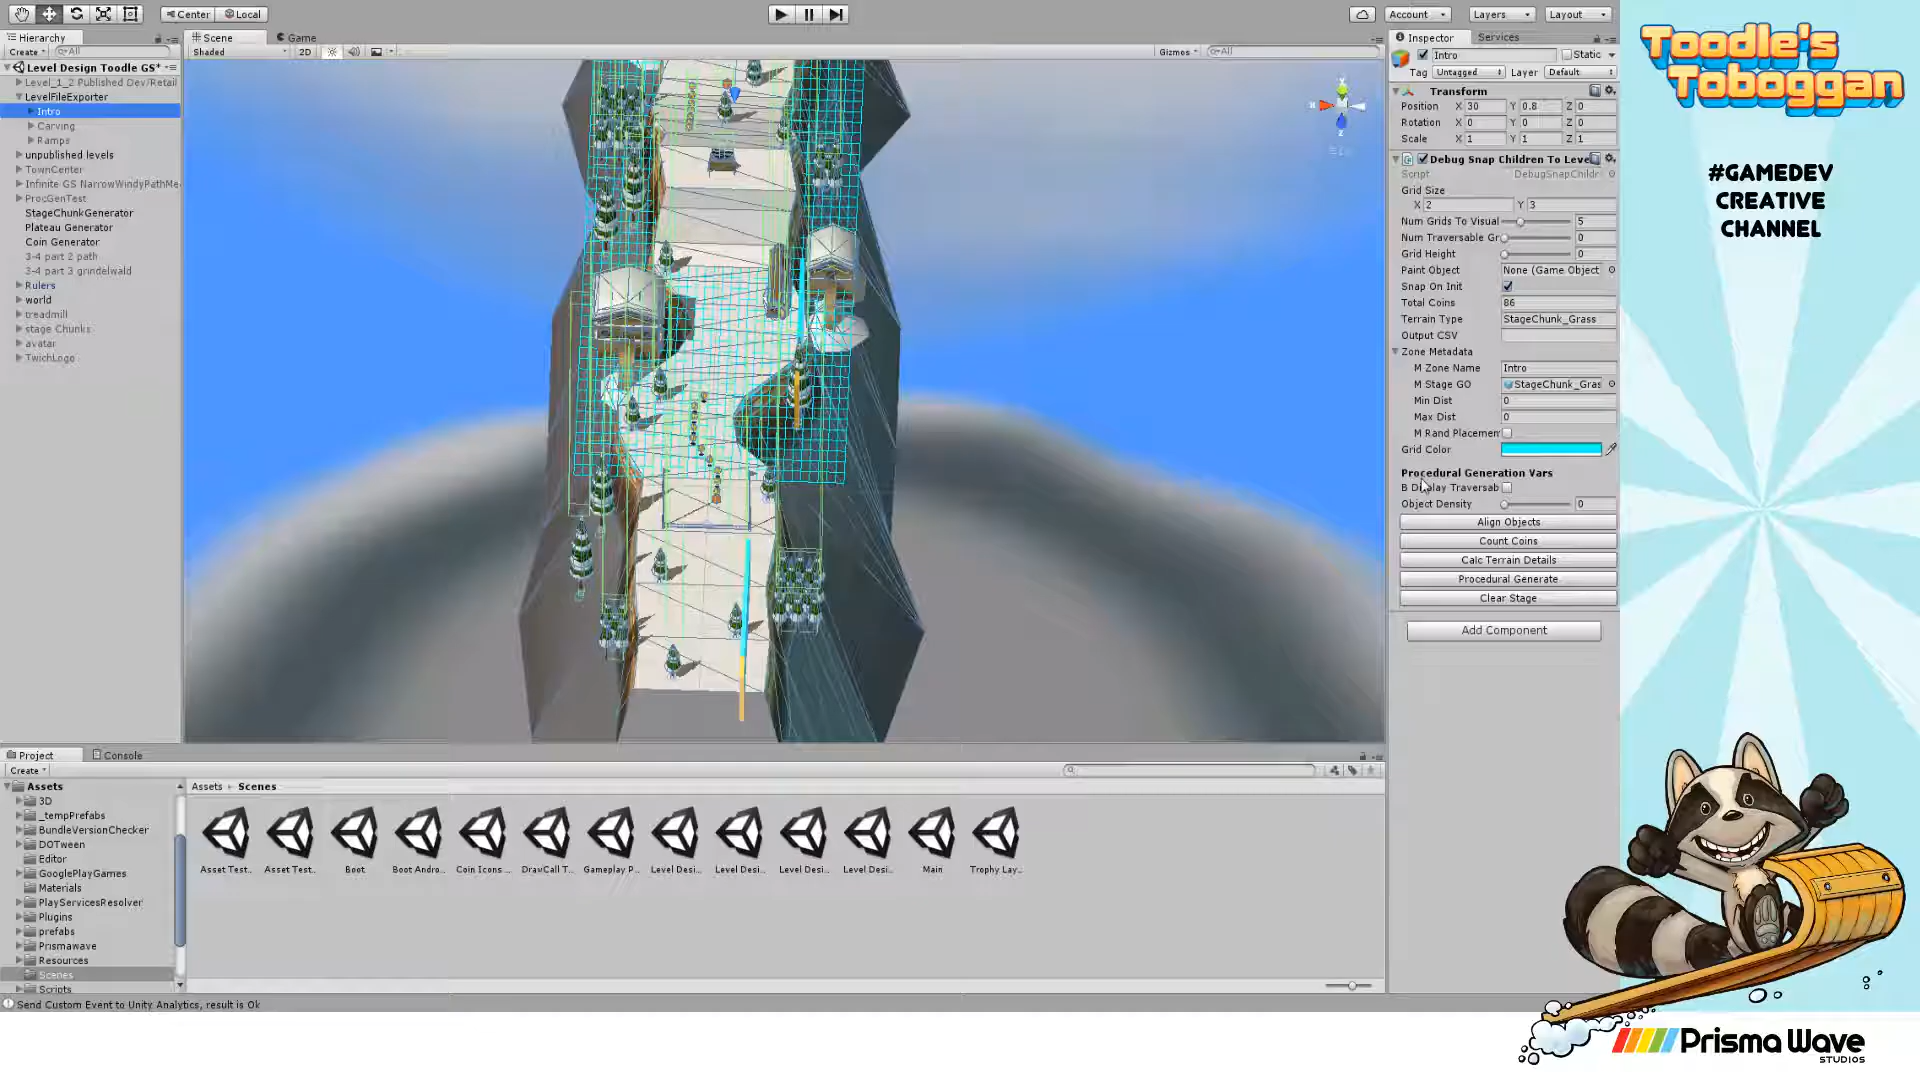 Center
Local
Account
Layers
Layout
Hierarchy
Create
All
Level Design Toodle GS*
Level_1_2 Published Dev/Retail
LevelFileExporter
Intro
Carving
Ramps
unpublished levels
TownCenter
Infinite GS NarrowWindyPathMe
ProcGenTest
StageChunkGenerator
Plateau Generator
Coin Generator
3-4 part 2 path
3-4 part 3 grindelwald
Rulers
world
treadmill
stage Chunks
avatar
TwichLogo
Scene
Game
Shaded
2D
Gizmos
All
Inspector
Services
Intro
Static
Tag Untagged Layer Default
Transform
Position X 30 Y 0.8 Z 0
Rotation X 0 Y 0 Z 0
Scale X 1 Y 1 Z 1
Debug Snap Children To Leve
Script DebugSnapChildr
Grid Size
X 2 Y 3
Num Grids To Visual 5
Num Traversable Gr 0
Grid Height 0
Paint Object None (Game Object
Snap On Init
Total Coins 86
Terrain Type StageChunk_Grass
Output CSV
Zone Metadata
M Zone Name Intro
M Stage GO StageChunk_Gras
Min Dist 0
Max Dist 0
M Rand Placemen
Grid Color
Procedural Generation Vars
B Display Traversab
Object Density 0
Align Objects
Count Coins
Calc Terrain Details
Procedural Generate
Clear Stage
Add Component
Project
Console
Create
Assets
3D
_tempPrefabs
BundleVersionChecker
DOTween
Editor
GooglePlayGames
Materials
PlayServicesResolver
Plugins
prefabs
Prismawave
Resources
Scenes
Scripts
Assets Scenes
Asset Test..
Asset Test..
Boot
Boot Andro...
Coin Icons ...
DrawCall T...
Gameplay P...
Level Desi...
Level Desi...
Level Desi...
Level Desi...
Main
Trophy Lay...
Send Custom Event to Unity Analytics, result is Ok
Toodle's
Toboggan
#GAMEDEV
CREATIVE
CHANNEL
Prisma Wave
STUDIOS